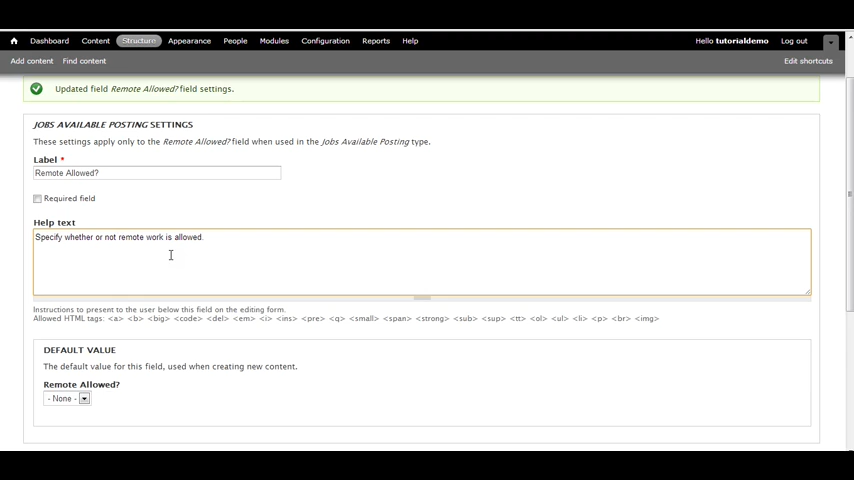 Dashboard Content Structure Appearance People Modules Configuration Reports Help Hello tutorialdemo Log out
Add content Find content Edit shortcuts
Updated field Remote Allowed? field settings.
JOBS AVAILABLE POSTING SETTINGS
These settings apply only to the Remote Allowed? field when used in the Jobs Available Posting type.
Label *
Remote Allowed?
Required field
Help text
Specify whether or not remote work is allowed.
Instructions to present to the user below this field on the editing form.
Allowed HTML tags: <a> <b> <big> <code> <del> <em> <i> <ins> <pre> <q> <small> <span> <strong> <sub> <sup> <tt> <ol> <ul> <li> <p> <br> <img>
DEFAULT VALUE
The default value for this field, used when creating new content.
Remote Allowed?
- None -